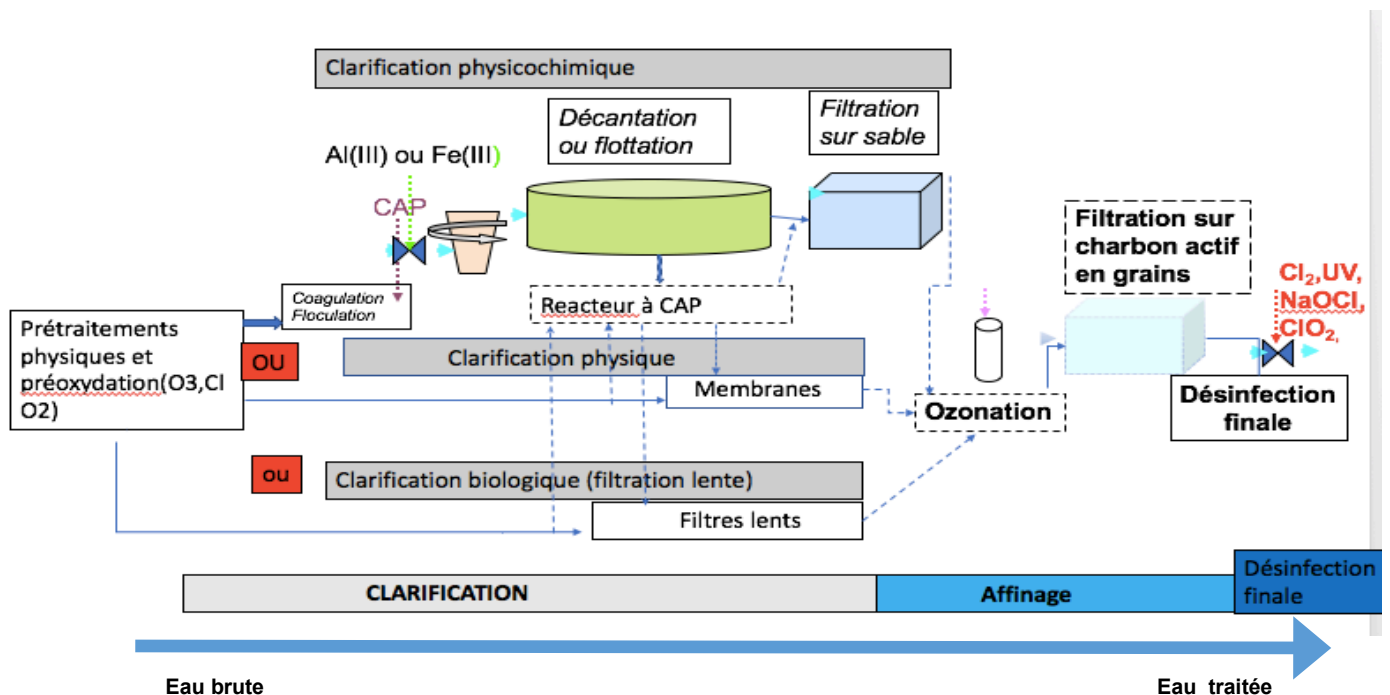 Clarification physicochimique
Décantation
ou flottation
Filtration
sur sable
Al(III) ou Fe(III)
CAP
Filtration sur
charbon actif
en grains
Cl2,UV,
NaOCl,
ClO2,
Coagulation
Floculation
Reacteur à CAP
Prétraitements
physiques et
préoxydation(O3,Cl
O2)
OU
Clarification physique
Membranes
Ozonation
Désinfection
finale
ou
Clarification biologique (filtration lente)
Filtres lents
CLARIFICATION
Affinage
Désinfection
finale
Eau brute
Eau traitée